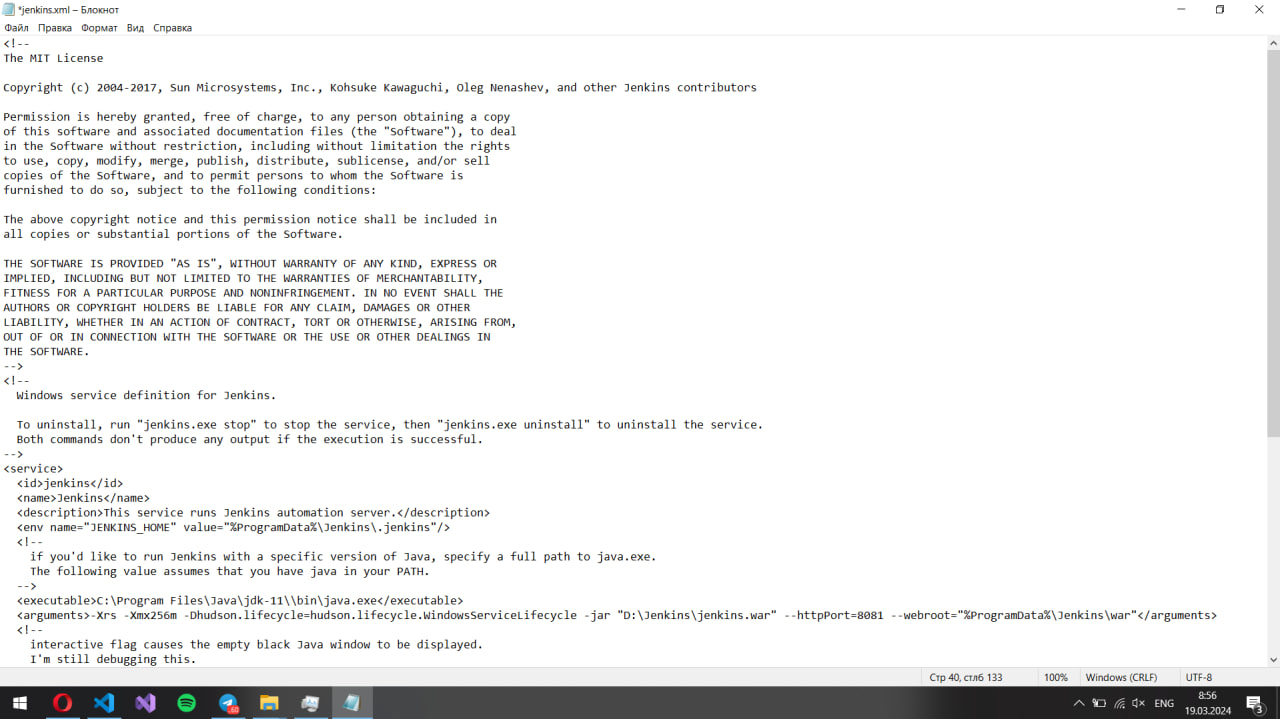 *jenkins.xml – Блокнот
Файл Правка Формат Вид Справка
<!--
The MIT License

Copyright (c) 2004-2017, Sun Microsystems, Inc., Kohsuke Kawaguchi, Oleg Nenashev, and other Jenkins contributors

Permission is hereby granted, free of charge, to any person obtaining a copy
of this software and associated documentation files (the "Software"), to deal
in the Software without restriction, including without limitation the rights
to use, copy, modify, merge, publish, distribute, sublicense, and/or sell
copies of the Software, and to permit persons to whom the Software is
furnished to do so, subject to the following conditions:

The above copyright notice and this permission notice shall be included in
all copies or substantial portions of the Software.

THE SOFTWARE IS PROVIDED "AS IS", WITHOUT WARRANTY OF ANY KIND, EXPRESS OR
IMPLIED, INCLUDING BUT NOT LIMITED TO THE WARRANTIES OF MERCHANTABILITY,
FITNESS FOR A PARTICULAR PURPOSE AND NONINFRINGEMENT. IN NO EVENT SHALL THE
AUTHORS OR COPYRIGHT HOLDERS BE LIABLE FOR ANY CLAIM, DAMAGES OR OTHER
LIABILITY, WHETHER IN AN ACTION OF CONTRACT, TORT OR OTHERWISE, ARISING FROM,
OUT OF OR IN CONNECTION WITH THE SOFTWARE OR THE USE OR OTHER DEALINGS IN
THE SOFTWARE.
-->
<!--
  Windows service definition for Jenkins.

  To uninstall, run "jenkins.exe stop" to stop the service, then "jenkins.exe uninstall" to uninstall the service.
  Both commands don't produce any output if the execution is successful.
-->
<service>
  <id>jenkins</id>
  <name>Jenkins</name>
  <description>This service runs Jenkins automation server.</description>
  <env name="JENKINS_HOME" value="%ProgramData%\Jenkins\.jenkins"/>
  <!--
    if you'd like to run Jenkins with a specific version of Java, specify a full path to java.exe.
    The following value assumes that you have java in your PATH.
  -->
  <executable>C:\Program Files\Java\jdk-11\\bin\java.exe</executable>
  <arguments>-Xrs -Xmx256m -Dhudson.lifecycle=hudson.lifecycle.WindowsServiceLifecycle -jar "D:\Jenkins\jenkins.war" --httpPort=8081 --webroot="%ProgramData%\Jenkins\war"</arguments>
  <!--
    interactive flag causes the empty black Java window to be displayed.
    I'm still debugging this.
Стр 40, стлб 133 100% Windows (CRLF) UTF-8
60
ENG
8:56
19.03.2024
3